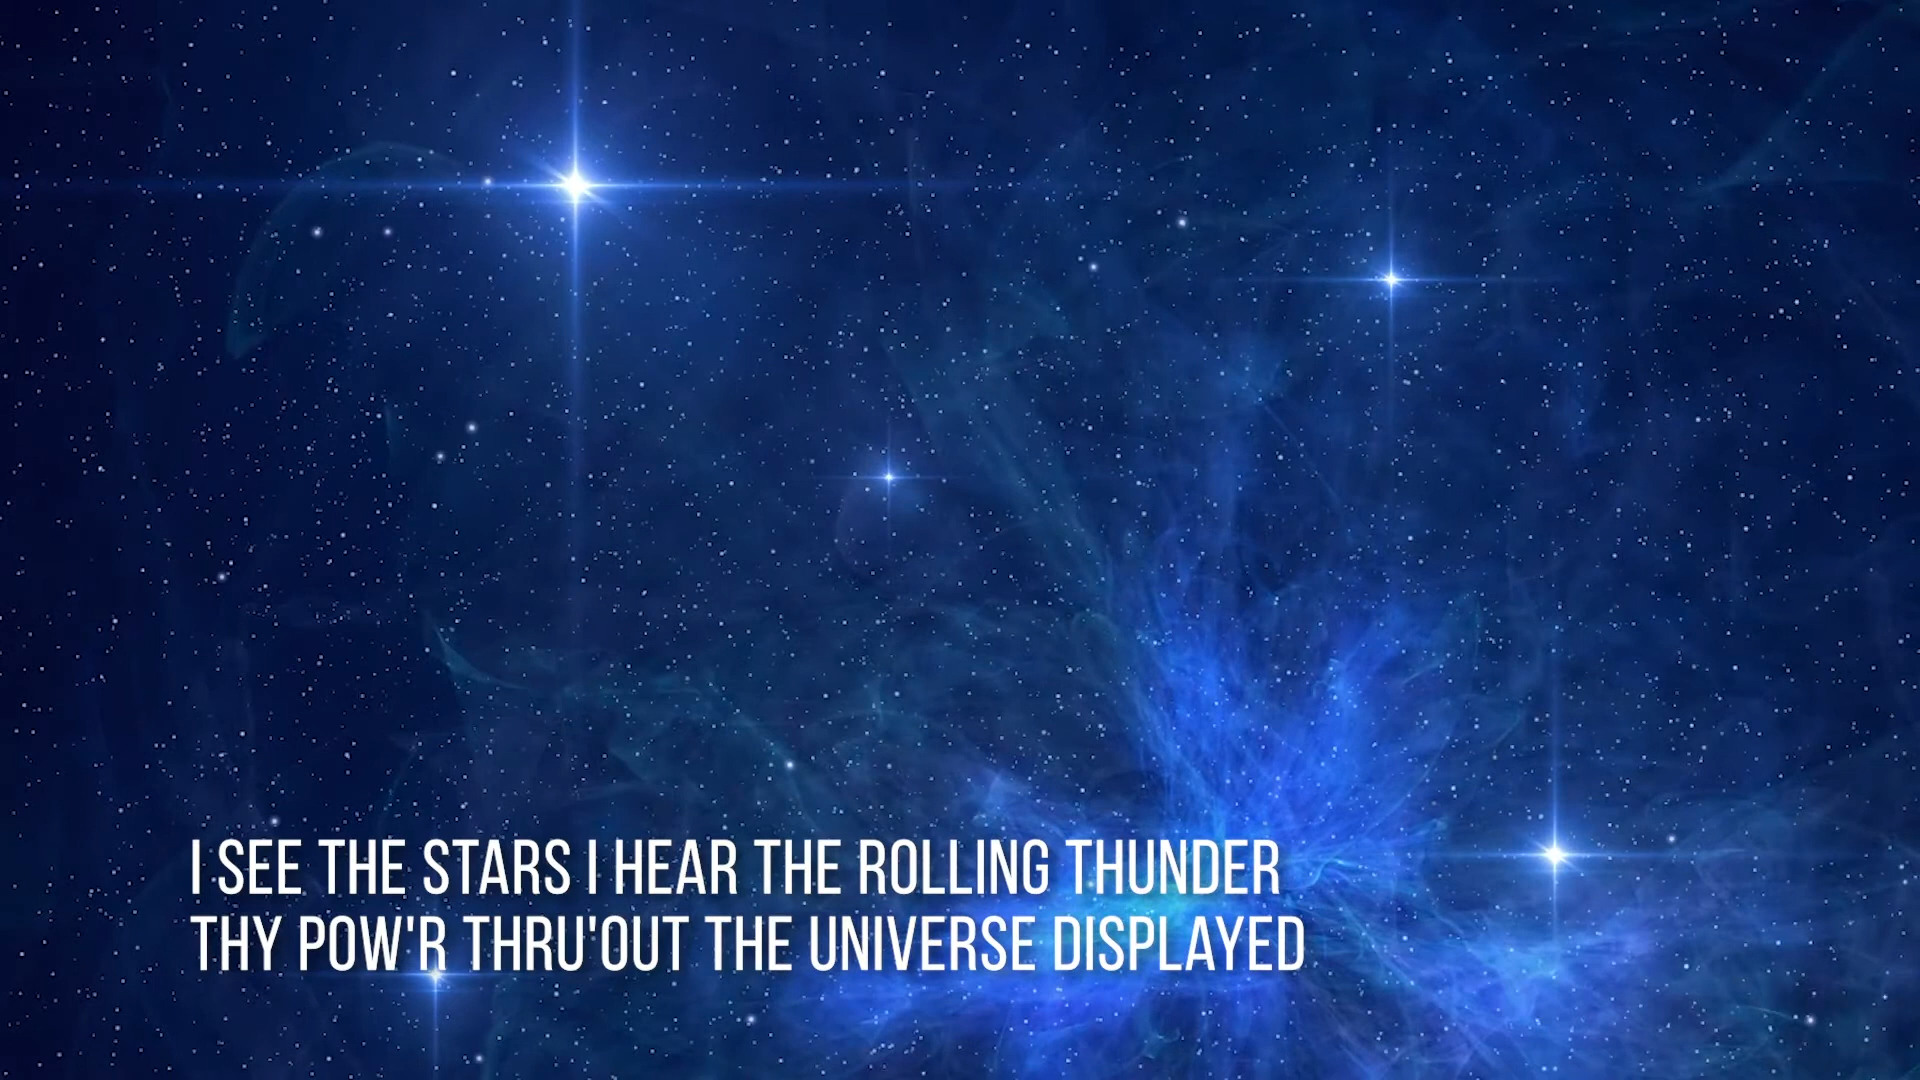 I SEE THE STARS I HEAR THE ROLLING THUNDER
THY POW'R THRU'OUT THE UNIVERSE DISPLAYED